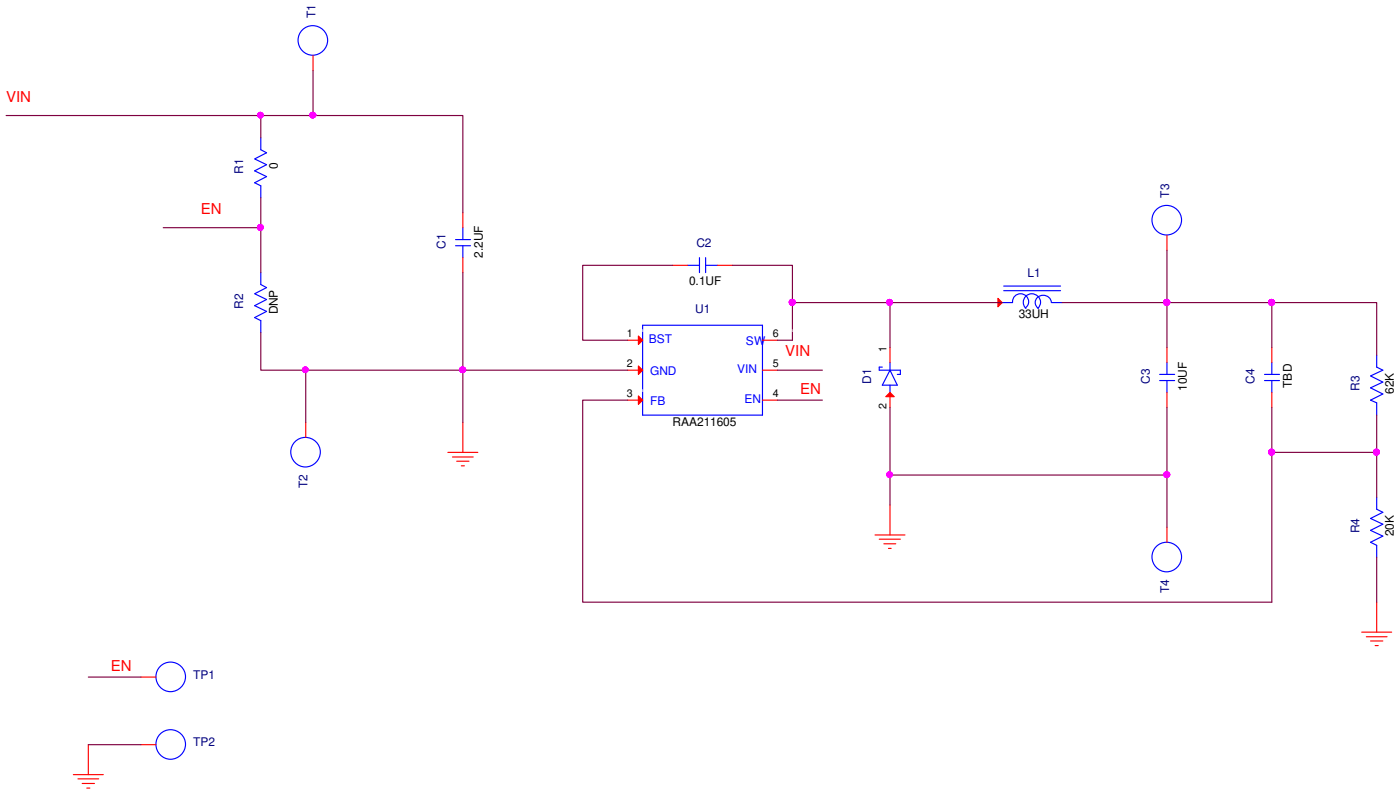 T1
VIN
R1
0
EN
C1
2.2UF
R2
DNP
T2
C2
0.1UF
U1
1
BST
SW
6
VIN
2
GND
VIN
5
EN
3
FB
EN
4
RAA211605
D1
1
2
L1
33UH
T3
C3
10UF
C4
TBD
R3
62K
R4
20K
T4
EN
TP1
TP2